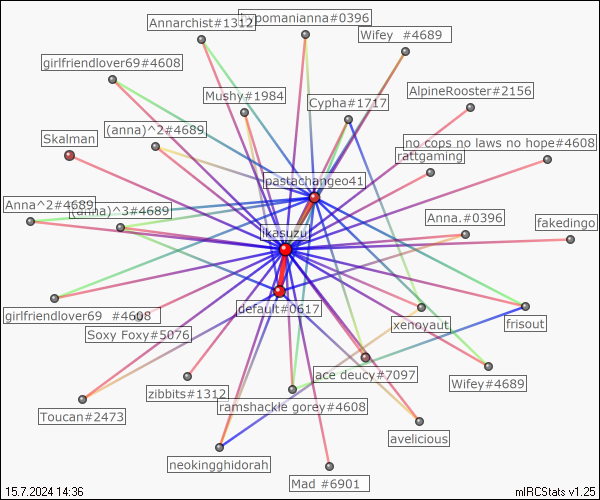 Annarchist#1312
hypomanianna#0396
Wifey  #4689
girlfriendlover69#4608
Mushy#1984
Cypha#1717
AlpineRooster#2156
Skalman
(anna)^2#4689
no cops no laws no hope#4608
rattgaming
pastachangeo41
Anna^2#4689
(anna)^3#4689
Anna.#0396
fakedingo
ikasuzu
default#0617
girlfriendlover69  #4608
Soxy Foxy#5076
xenoyaut
frisout
ace deucy#7097
Wifey#4689
zibbits#1312
ramshackle gorey#4608
Toucan#2473
avelicious
neokingghidorah
Mad #6901
15.7.2024 14:36
mIRCStats v1.25